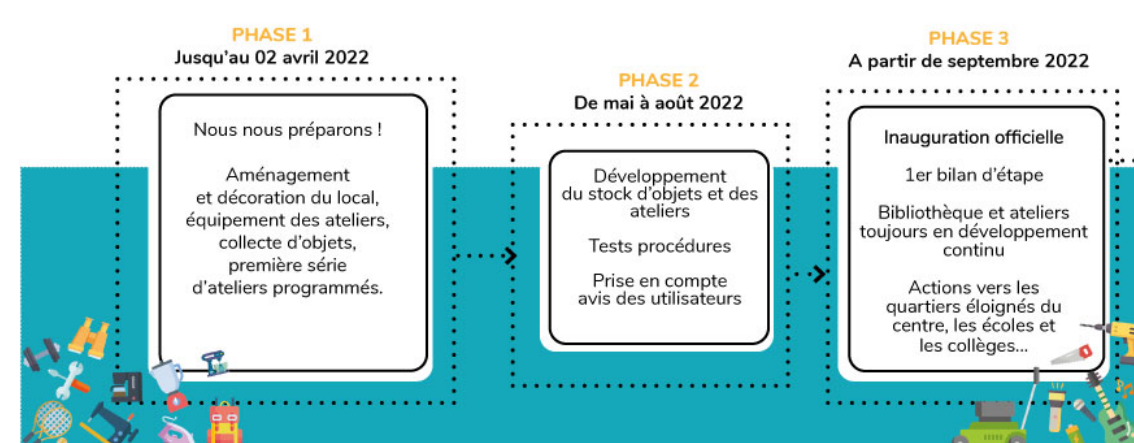 PHASE 1
Jusqu'au 02 avril 2022
Nous nous préparons !
Aménagement
et décoration du local,
équipement des ateliers,
collecte d'objets,
première série
d'ateliers programmés.
PHASE 2
De mai à août 2022
Développement
du stock d'objets et des
ateliers
Tests procédures
Prise en compte
avis des utilisateurs
PHASE 3
A partir de septembre 2022
Inauguration officielle
1er bilan d'étape
Bibliothèque et ateliers
toujours en développement
continu
Actions vers les
quartiers éloignés du
centre, les écoles et
les collèges...